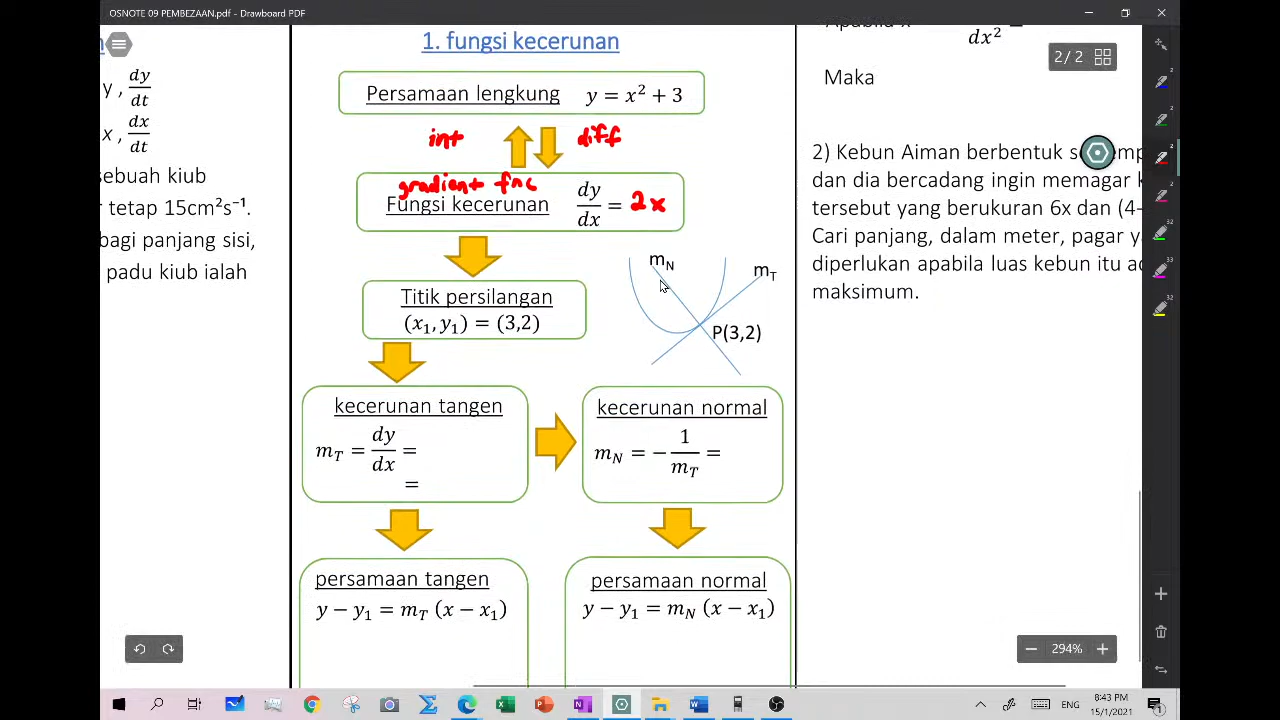 OSNOTE 09 PEMBEZAAN.pdf - Drawboard PDF
y , dy/dt
x , dx/dt
sebuah kiub
tetap 15cm²s⁻¹.
bagi panjang sisi,
padu kiub ialah
1. fungsi kecerunan
Persamaan lengkung y = x² + 3
int diff
gradient fnc
Fungsi kecerunan dy/dx = 2x
Titik persilangan
(x₁, y₁) = (3,2)
m_N
m_T
P(3,2)
kecerunan tangen
m_T = dy/dx =
=
kecerunan normal
m_N = − 1/m_T =
persamaan tangen
y − y₁ = m_T (x − x₁)
persamaan normal
y − y₁ = m_N (x − x₁)
dx²
2/2
Maka
2) Kebun Aiman berbentuk
dan dia bercadang ingin memagar
tersebut yang berukuran 6x dan (4-
Cari panjang, dalam meter, pagar
diperlukan apabila luas kebun itu
maksimum.
294%
8:43 PM
ENG
15/1/2021